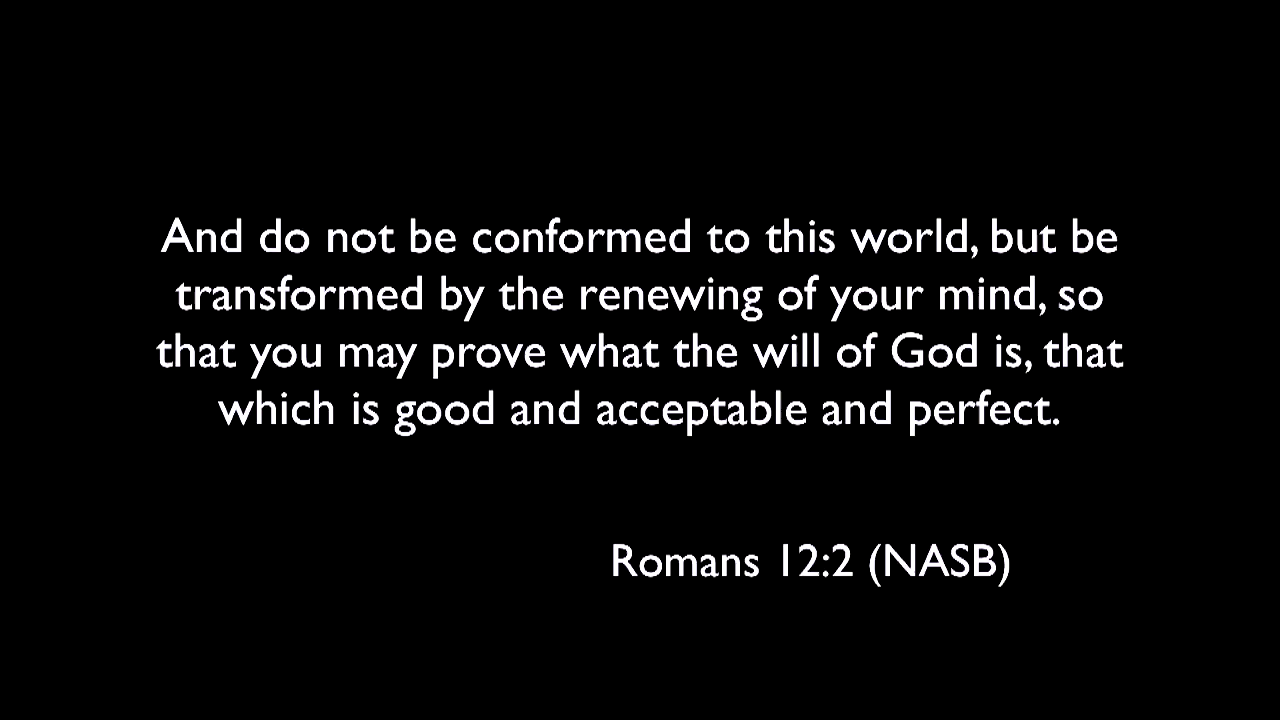 And do not be conformed to this world, but be
transformed by the renewing of your mind, so
that you may prove what the will of God is, that
which is good and acceptable and perfect.
Romans 12:2 (NASB)